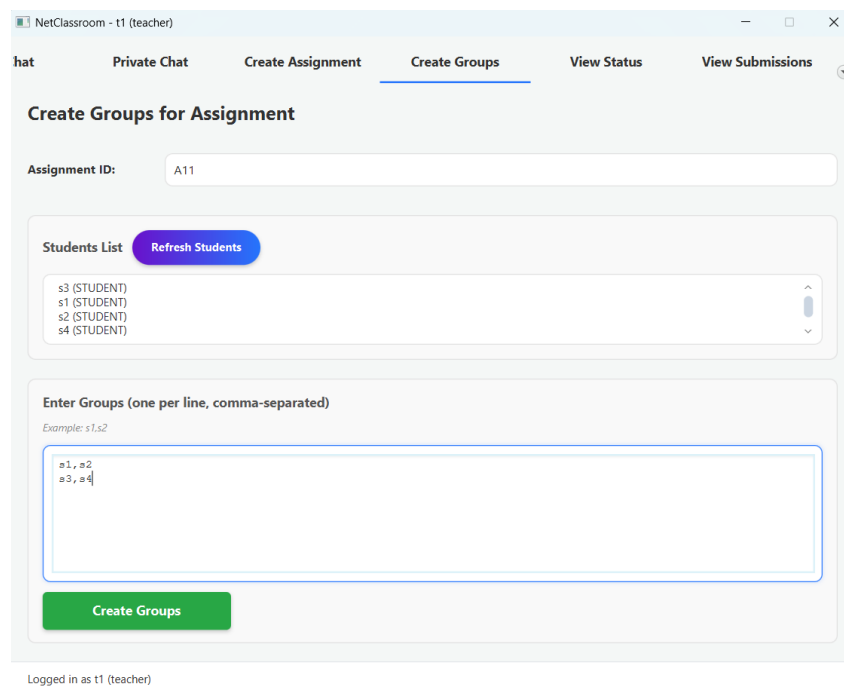 NetClassroom - t1 (teacher)
hat Private Chat Create Assignment Create Groups View Status View Submissions
Create Groups for Assignment
Assignment ID: A11
Students List Refresh Students
s3 (STUDENT)
s1 (STUDENT)
s2 (STUDENT)
s4 (STUDENT)
Enter Groups (one per line, comma-separated)
Example: s1,s2
s1,s2
s3,s4
Create Groups
Logged in as t1 (teacher)